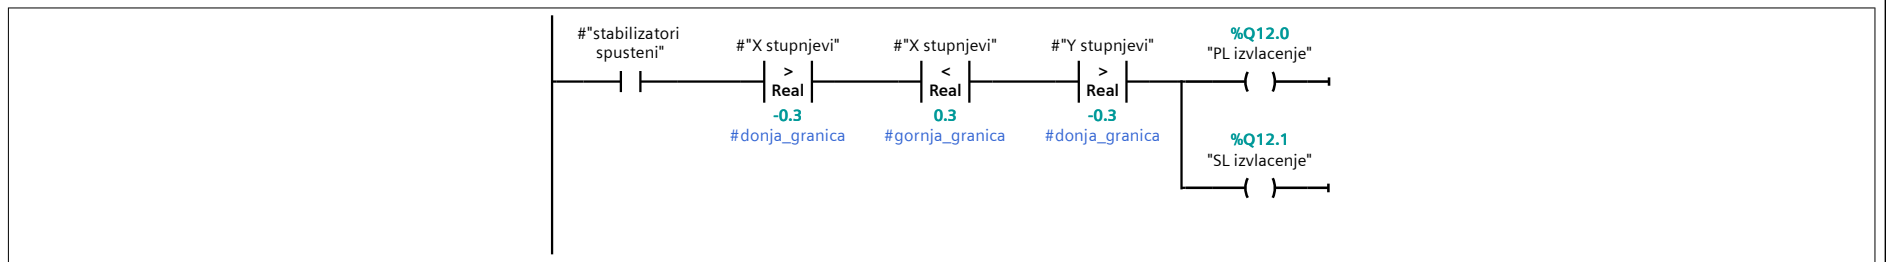 #"stabilizatori
spusteni"
#"X stupnjevi"
>
Real
-0.3
#donja_granica
#"X stupnjevi"
<
Real
0.3
#gornja_granica
#"Y stupnjevi"
>
Real
-0.3
#donja_granica
%Q12.0
"PL izvlacenje"
%Q12.1
"SL izvlacenje"